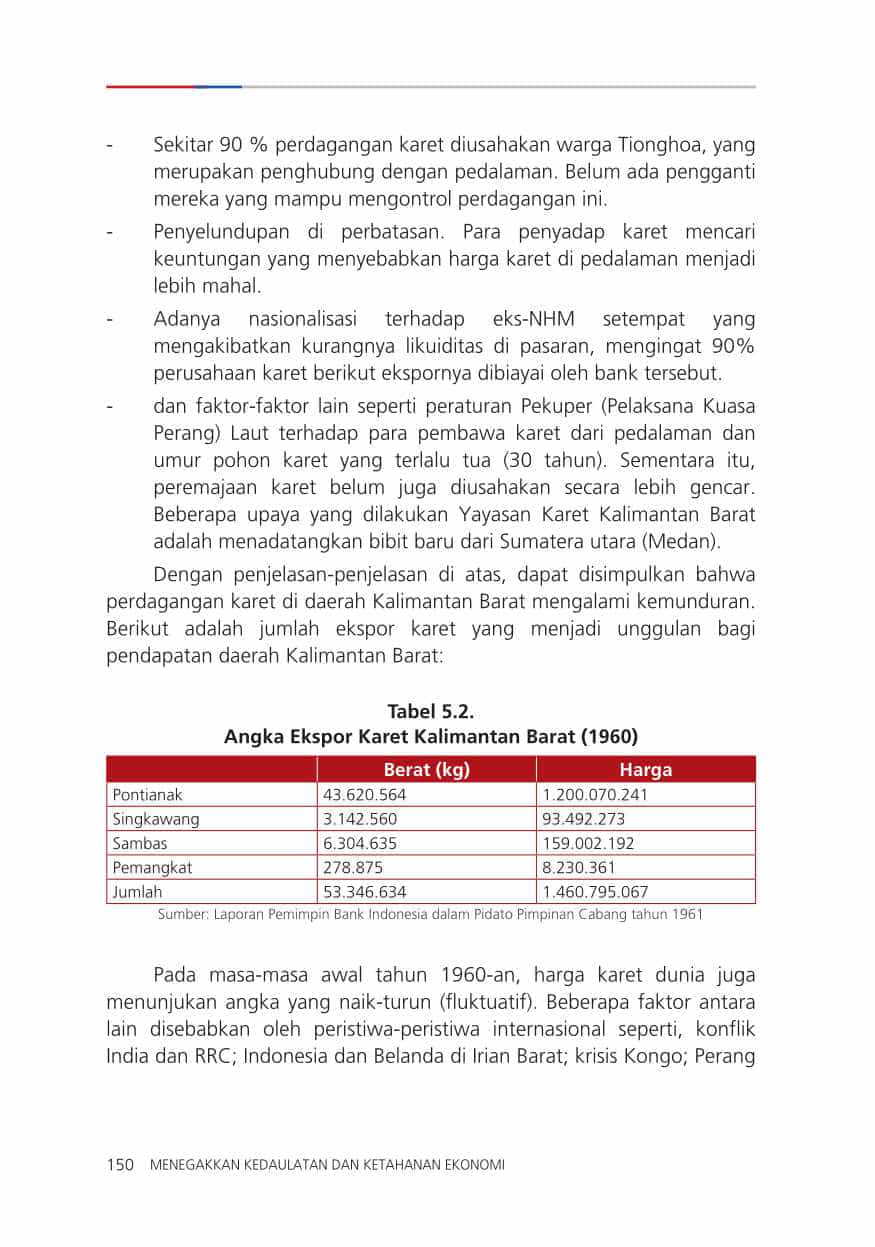 - Sekitar 90 % perdagangan karet diusahakan warga Tionghoa, yang
merupakan penghubung dengan pedalaman. Belum ada pengganti
mereka yang mampu mengontrol perdagangan ini.
- Penyelundupan di perbatasan. Para penyadap karet mencari
keuntungan yang menyebabkan harga karet di pedalaman menjadi
lebih mahal.
- Adanya nasionalisasi terhadap eks-NHM setempat yang
mengakibatkan kurangnya likuiditas di pasaran, mengingat 90%
perusahaan karet berikut ekspornya dibiayai oleh bank tersebut.
- dan faktor-faktor lain seperti peraturan Pekuper (Pelaksana Kuasa
Perang) Laut terhadap para pembawa karet dari pedalaman dan
umur pohon karet yang terlalu tua (30 tahun). Sementara itu,
peremajaan karet belum juga diusahakan secara lebih gencar.
Beberapa upaya yang dilakukan Yayasan Karet Kalimantan Barat
adalah menadatangkan bibit baru dari Sumatera utara (Medan).
Dengan penjelasan-penjelasan di atas, dapat disimpulkan bahwa
perdagangan karet di daerah Kalimantan Barat mengalami kemunduran.
Berikut adalah jumlah ekspor karet yang menjadi unggulan bagi
pendapatan daerah Kalimantan Barat:
Tabel 5.2.
Angka Ekspor Karet Kalimantan Barat (1960)
Berat (kg) Harga
Pontianak 43.620.564 1.200.070.241
Singkawang 3.142.560 93.492.273
Sambas 6.304.635 159.002.192
Pemangkat 278.875 8.230.361
Jumlah 53.346.634 1.460.795.067
Sumber: Laporan Pemimpin Bank Indonesia dalam Pidato Pimpinan Cabang tahun 1961
Pada masa-masa awal tahun 1960-an, harga karet dunia juga
menunjukan angka yang naik-turun (fluktuatif). Beberapa faktor antara
lain disebabkan oleh peristiwa-peristiwa internasional seperti, konflik
India dan RRC; Indonesia dan Belanda di Irian Barat; krisis Kongo; Perang
150 MENEGAKKAN KEDAULATAN DAN KETAHANAN EKONOMI